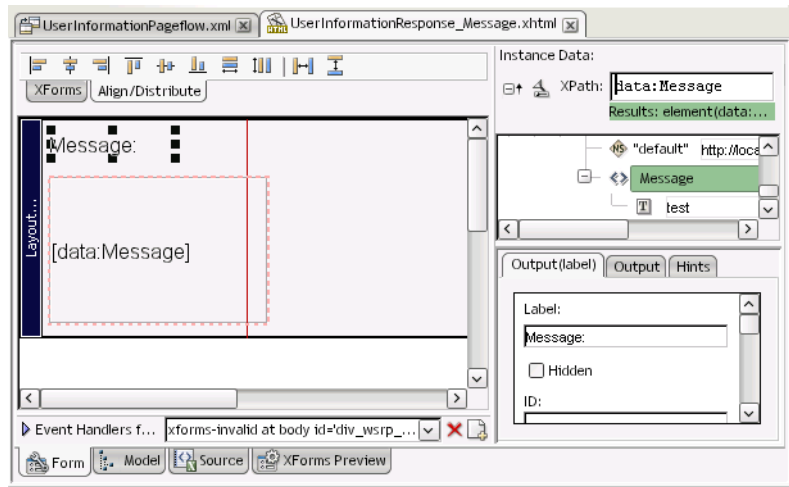 UserInformationPageflow.xml UserInformationResponse_Message.xhtml
XForms Align/Distribute
Layout...
Message:
[data:Message]
Event Handlers f... xforms-invalid at body id='div_wsrp_...
Form Model Source XForms Preview
Instance Data:
XPath: data:Message
Results: element(data:...
NS "default" http://loca
Message
T test
Output(label) Output Hints
Label:
Message:
Hidden
ID: